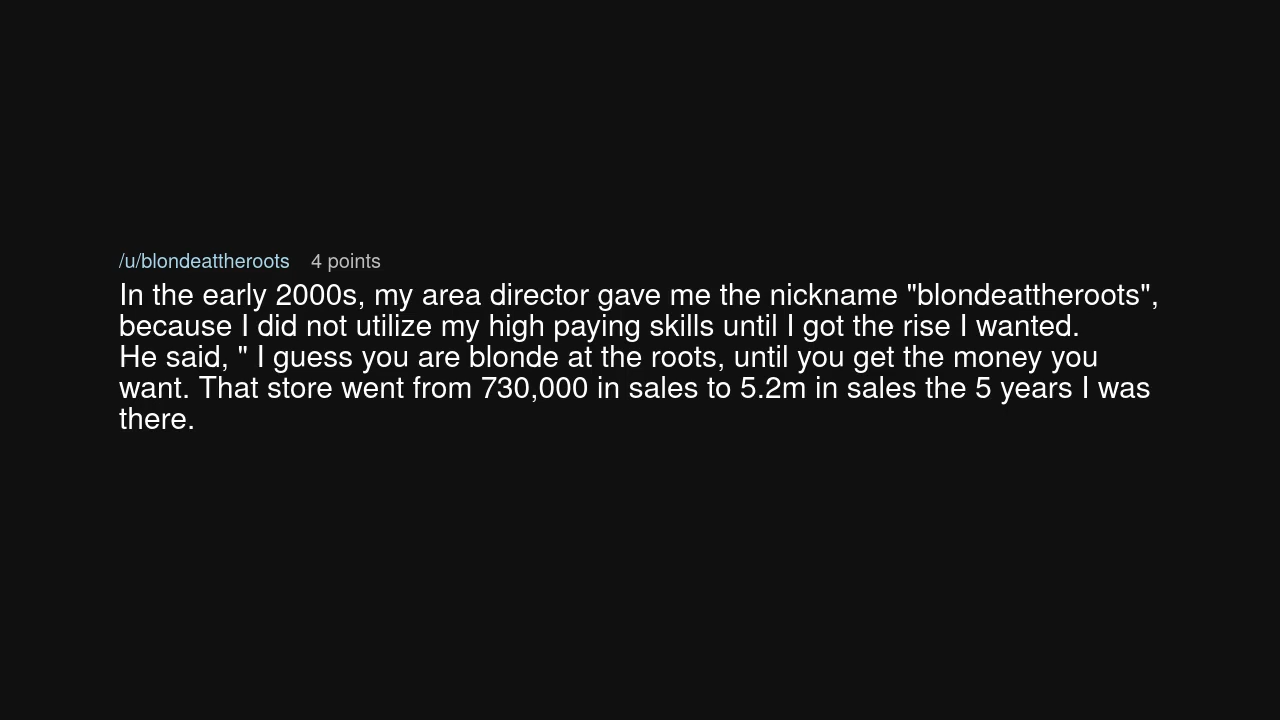 /u/blondeattheroots 4 points
In the early 2000s, my area director gave me the nickname "blondeattheroots",
because I did not utilize my high paying skills until I got the rise I wanted.
He said, " I guess you are blonde at the roots, until you get the money you
want. That store went from 730,000 in sales to 5.2m in sales the 5 years I was
there.